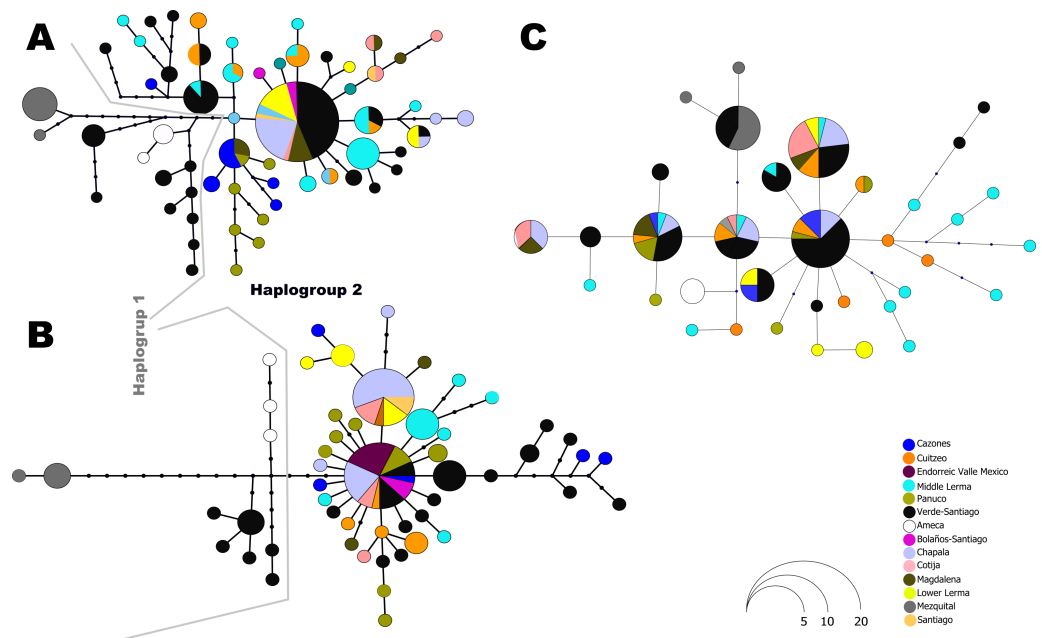 A
C
Haplogroup 2
Haplogrup 1
B
Cazones
Cuitzeo
Endorreic Valle Mexico
Middle Lerma
Panuco
Verde-Santiago
Ameca
Bolaños-Santiago
Chapala
Cotija
Magdalena
Lower Lerma
Mezquital
Santiago
5 10 20